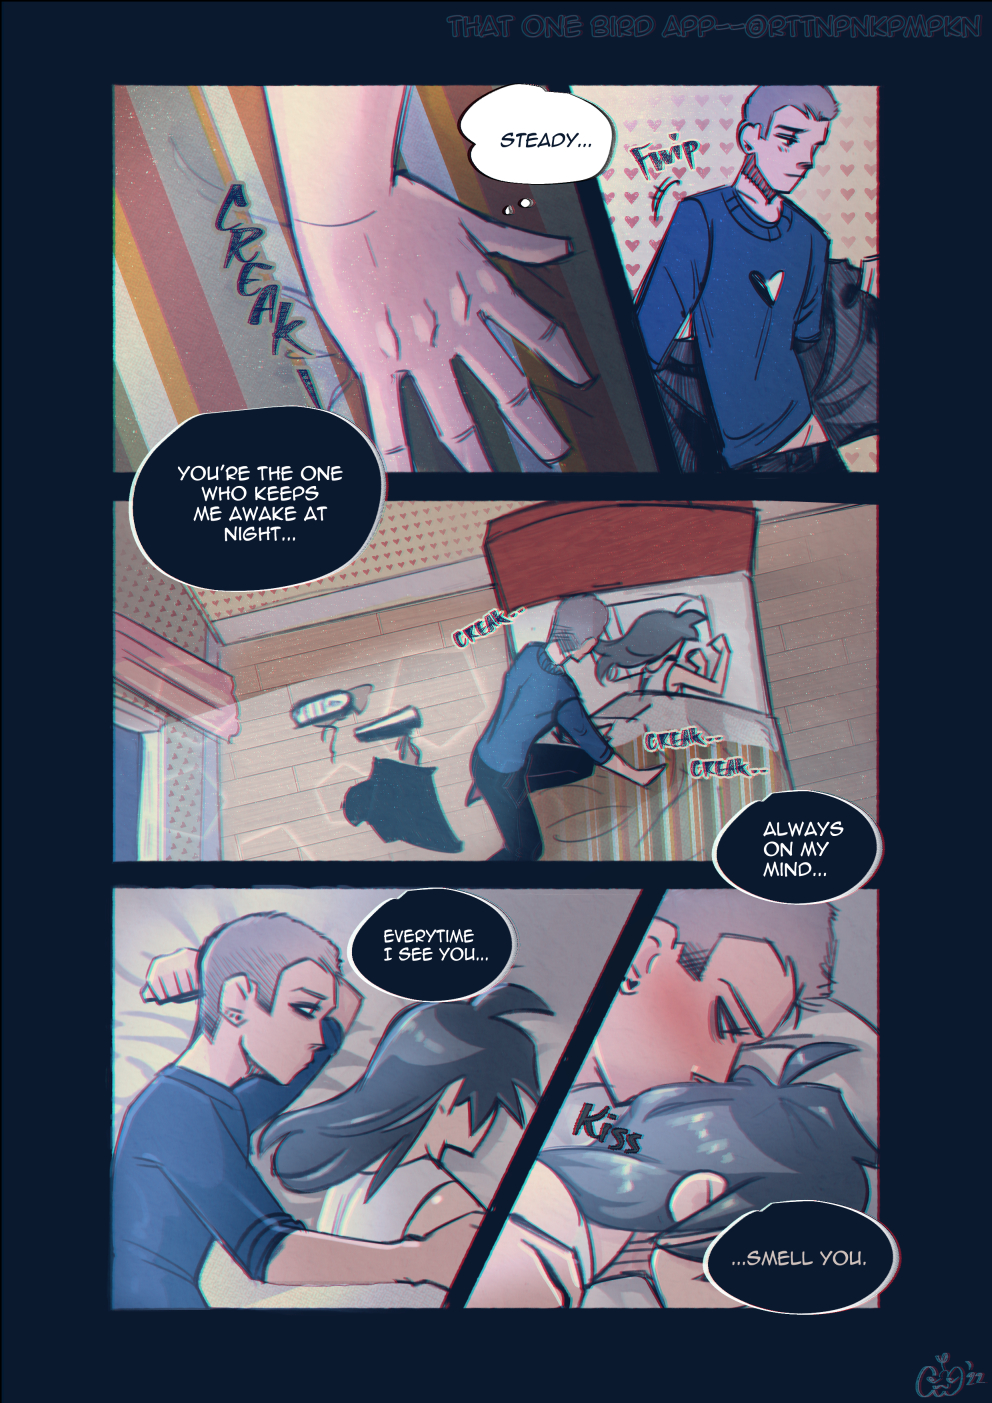 THAT ONE BIRD APP--@RTTNPNKPMPKN
STEADY...
Fwip
CREAK!
YOU'RE THE ONE
WHO KEEPS
ME AWAKE AT
NIGHT...
CREAK--
CREAK--
CREAK--
ALWAYS
ON MY
MIND...
EVERYTIME
I SEE YOU...
Kiss
...SMELL YOU.